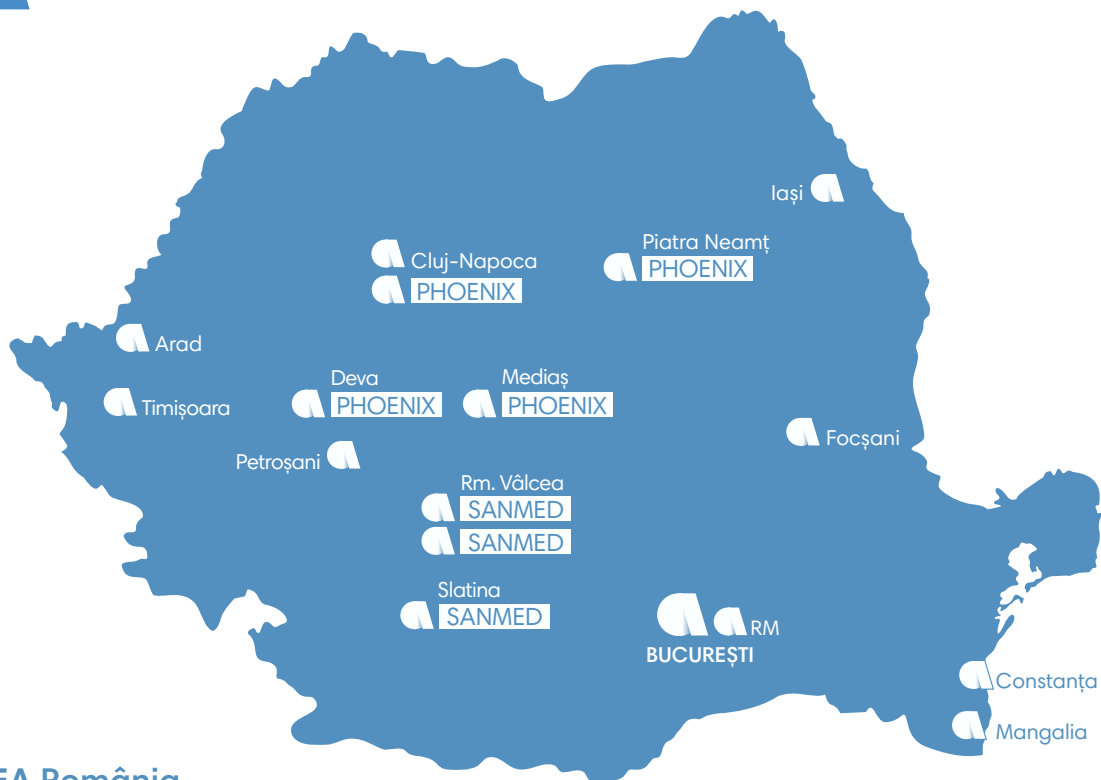 Iași
Piatra Neamț
PHOENIX
Cluj-Napoca
PHOENIX
Arad
Deva
PHOENIX
Mediaș
PHOENIX
Timișoara
Focșani
Petroșani
Rm. Vâlcea
SANMED
SANMED
Slatina
SANMED
RM
BUCUREȘTI
Constanța
Mangalia
România